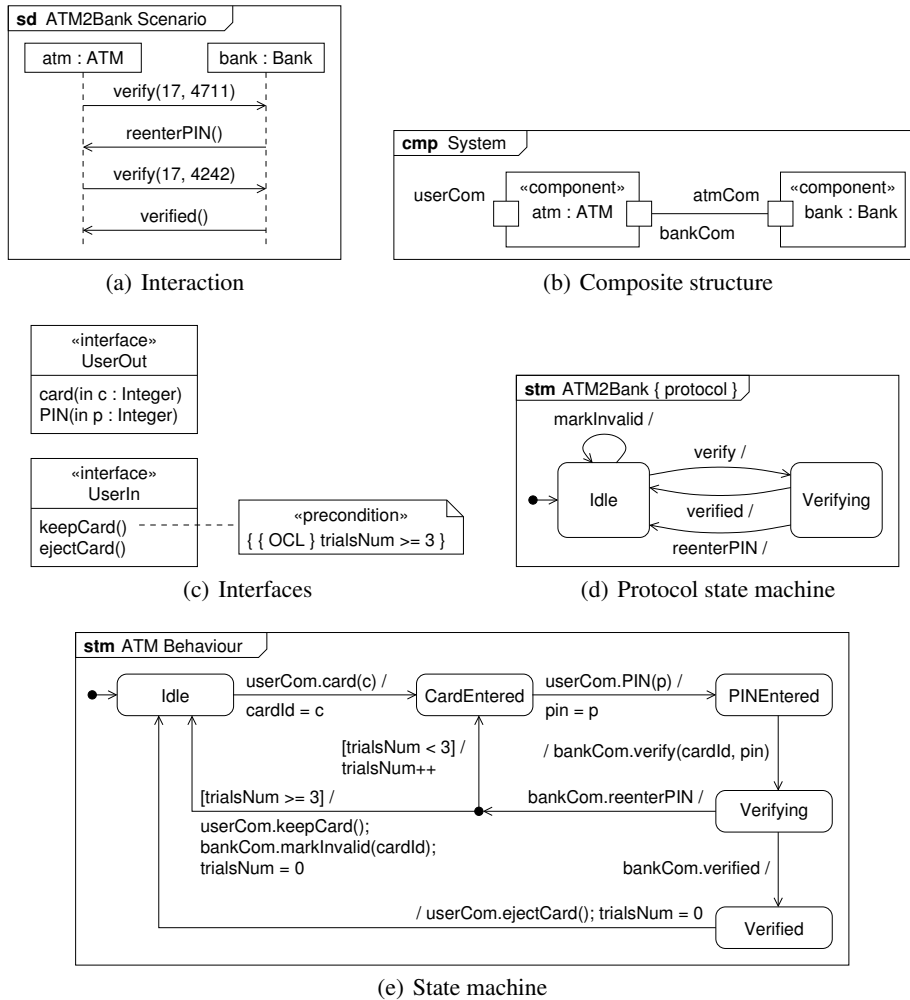 sd ATM2Bank Scenario
atm : ATM
bank : Bank
verify(17, 4711)
reenterPIN()
verify(17, 4242)
verified()
(a) Interaction
cmp System
userCom
«component»
atm : ATM
atmCom
bankCom
«component»
bank : Bank
(b) Composite structure
«interface»
UserOut
card(in c : Integer)
PIN(in p : Integer)
«interface»
UserIn
keepCard()
ejectCard()
«precondition»
{ { OCL } trialsNum >= 3 }
(c) Interfaces
stm ATM2Bank { protocol }
markInvalid /
verify /
Idle
Verifying
verified /
reenterPIN /
(d) Protocol state machine
stm ATM Behaviour
Idle
userCom.card(c) /
cardId = c
CardEntered
userCom.PIN(p) /
pin = p
PINEntered
[trialsNum < 3] /
trialsNum++
/ bankCom.verify(cardId, pin)
[trialsNum >= 3] /
userCom.keepCard();
bankCom.markInvalid(cardId);
trialsNum = 0
bankCom.reenterPIN /
Verifying
bankCom.verified /
/ userCom.ejectCard(); trialsNum = 0
Verified
(e) State machine